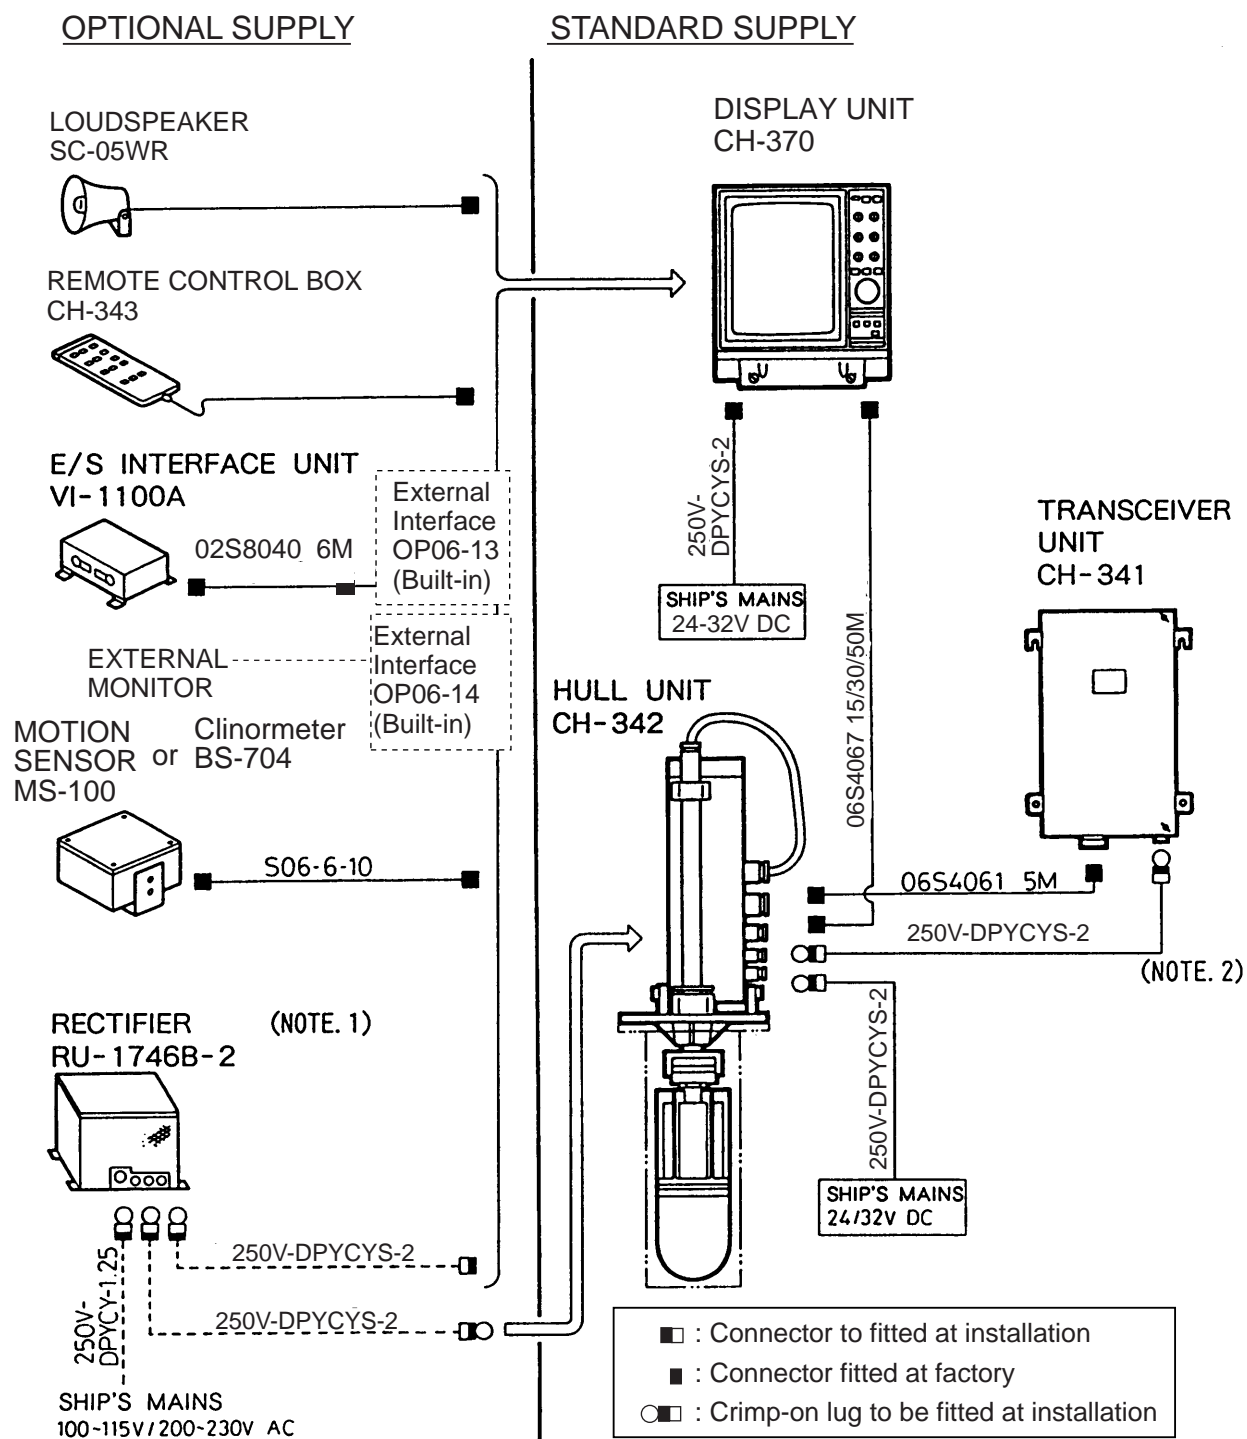 OPTIONAL SUPPLY
STANDARD SUPPLY
LOUDSPEAKER
SC-05WR
DISPLAY UNIT
CH-370
REMOTE CONTROL BOX
CH-343
E/S INTERFACE UNIT
VI-1100A
02S8040 6M
External
Interface
OP06-13
(Built-in)
250V-
DPYCYS-2
SHIP'S MAINS
24-32V DC
06S4067 15/30/50M
TRANSCEIVER
UNIT
CH-341
EXTERNAL
MONITOR
External
Interface
OP06-14
(Built-in)
HULL UNIT
CH-342
MOTION
SENSOR
MS-100
or
Clinormeter
BS-704
S06-6-10
06S4061 5M
250V-DPYCYS-2
(NOTE. 2)
250V-DPYCYS-2
SHIP'S MAINS
24/32V DC
RECTIFIER
RU-1746B-2
(NOTE. 1)
250V-DPYCYS-2
250V-DPYCYS-2
250V-
DPYCY-1.25
SHIP'S MAINS
100~115V/200~230V AC
: Connector to fitted at installation
: Connector fitted at factory
: Crimp-on lug to be fitted at installation